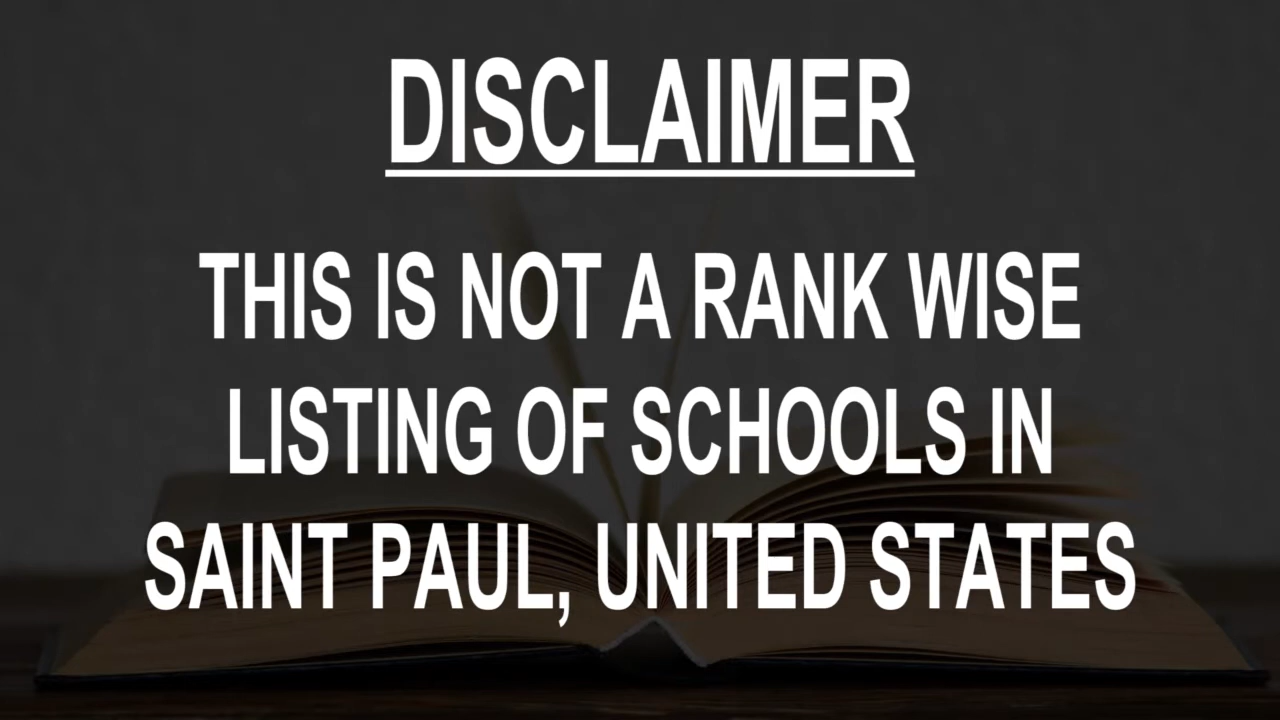 DISCLAIMER
THIS IS NOT A RANK WISE
LISTING OF SCHOOLS IN
SAINT PAUL, UNITED STATES